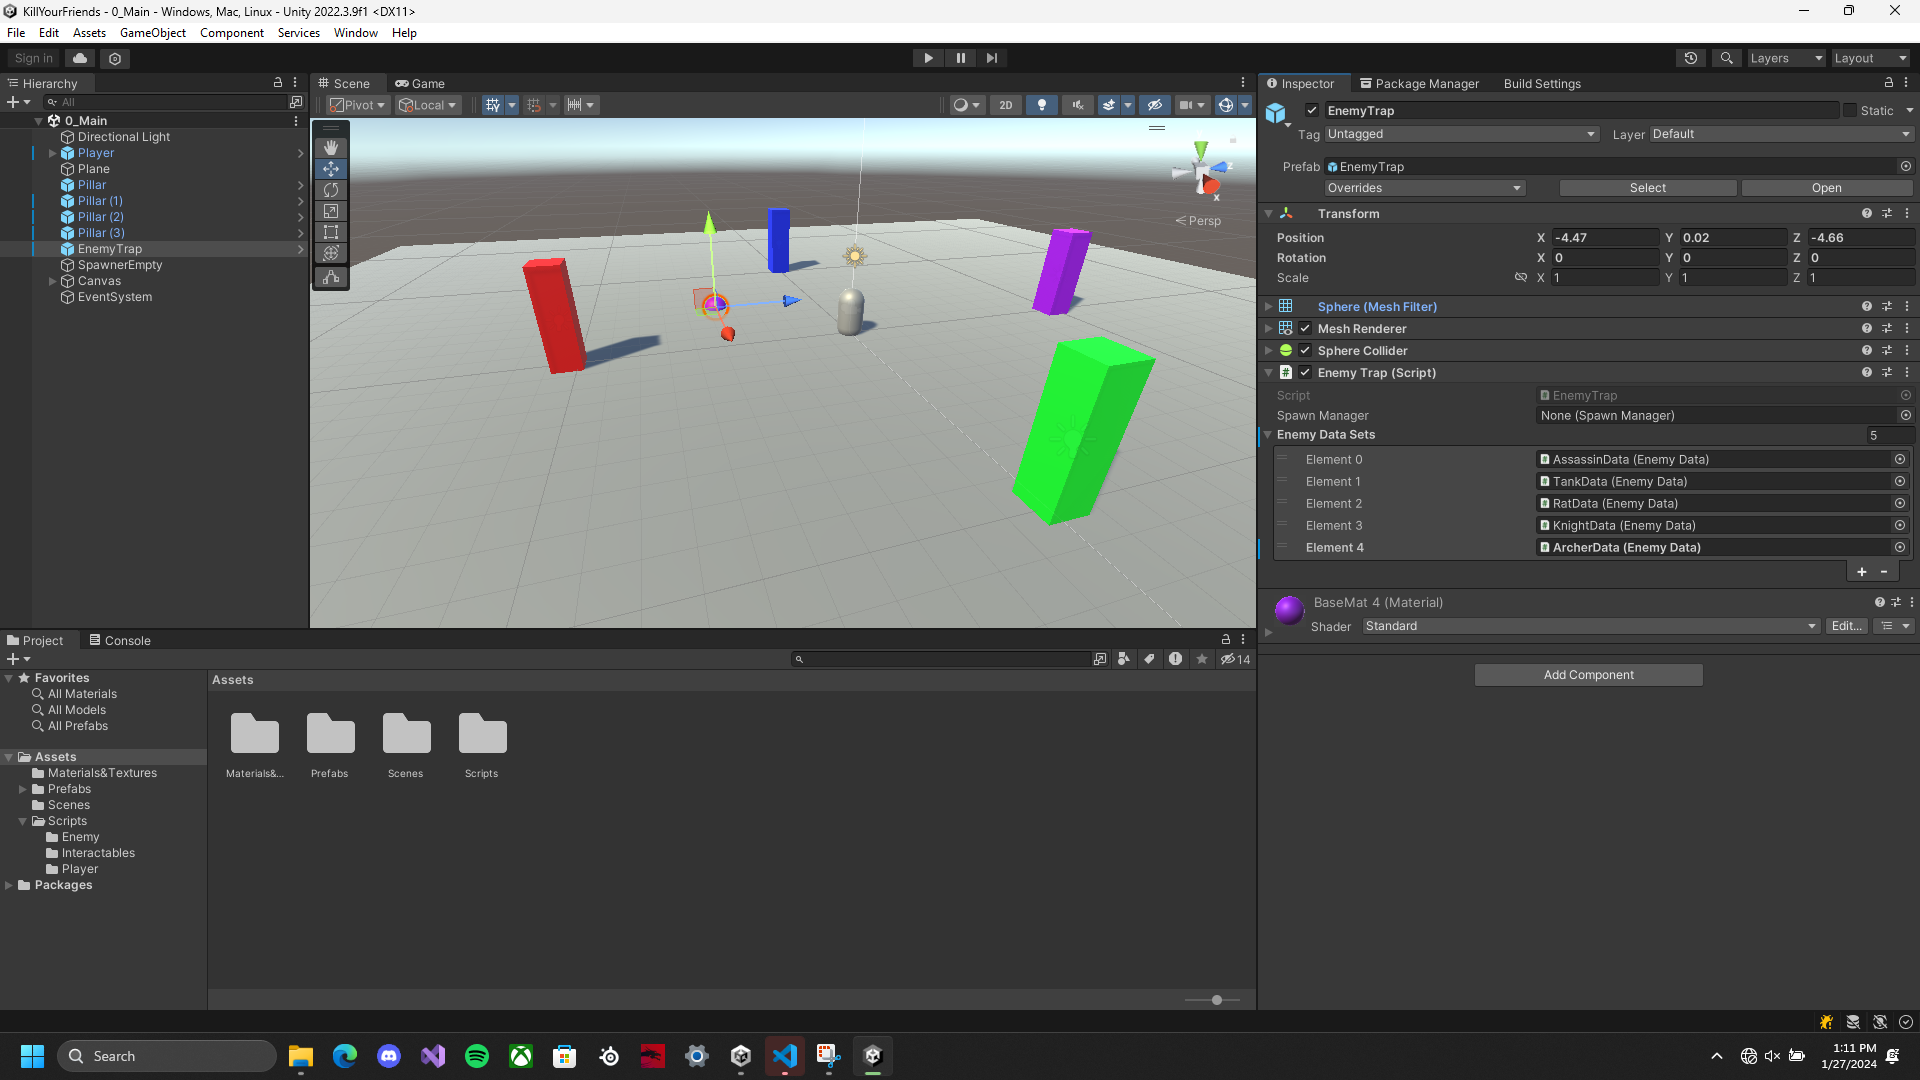 KillYourFriends - 0_Main - Windows, Mac, Linux - Unity 2022.3.9f1 <DX11>
File Edit Assets GameObject Component Services Window Help
Sign in
Layers
Layout
Hierarchy
All
0_Main
Directional Light
Player
Plane
Pillar
Pillar (1)
Pillar (2)
Pillar (3)
EnemyTrap
SpawnerEmpty
Canvas
EventSystem
Scene Game
Pivot Local 2D
z
x
Persp
Inspector Package Manager Build Settings
EnemyTrap Static
Tag Untagged Layer Default
Prefab EnemyTrap
Overrides Select Open
Transform
Position X -4.47 Y 0.02 Z -4.66
Rotation X 0 Y 0 Z 0
Scale X 1 Y 1 Z 1
Sphere (Mesh Filter)
Mesh Renderer
Sphere Collider
# Enemy Trap (Script)
Script EnemyTrap
Spawn Manager None (Spawn Manager)
Enemy Data Sets 5
Element 0 AssassinData (Enemy Data)
Element 1 TankData (Enemy Data)
Element 2 RatData (Enemy Data)
Element 3 KnightData (Enemy Data)
Element 4 ArcherData (Enemy Data)
+ -
BaseMat 4 (Material)
Shader Standard Edit...
Add Component
Project Console
14
Favorites
All Materials
All Models
All Prefabs
Assets
Materials&Textures
Prefabs
Scenes
Scripts
Enemy
Interactables
Player
Packages
Assets
Materials&... Prefabs Scenes Scripts
Search
1:11 PM
1/27/2024